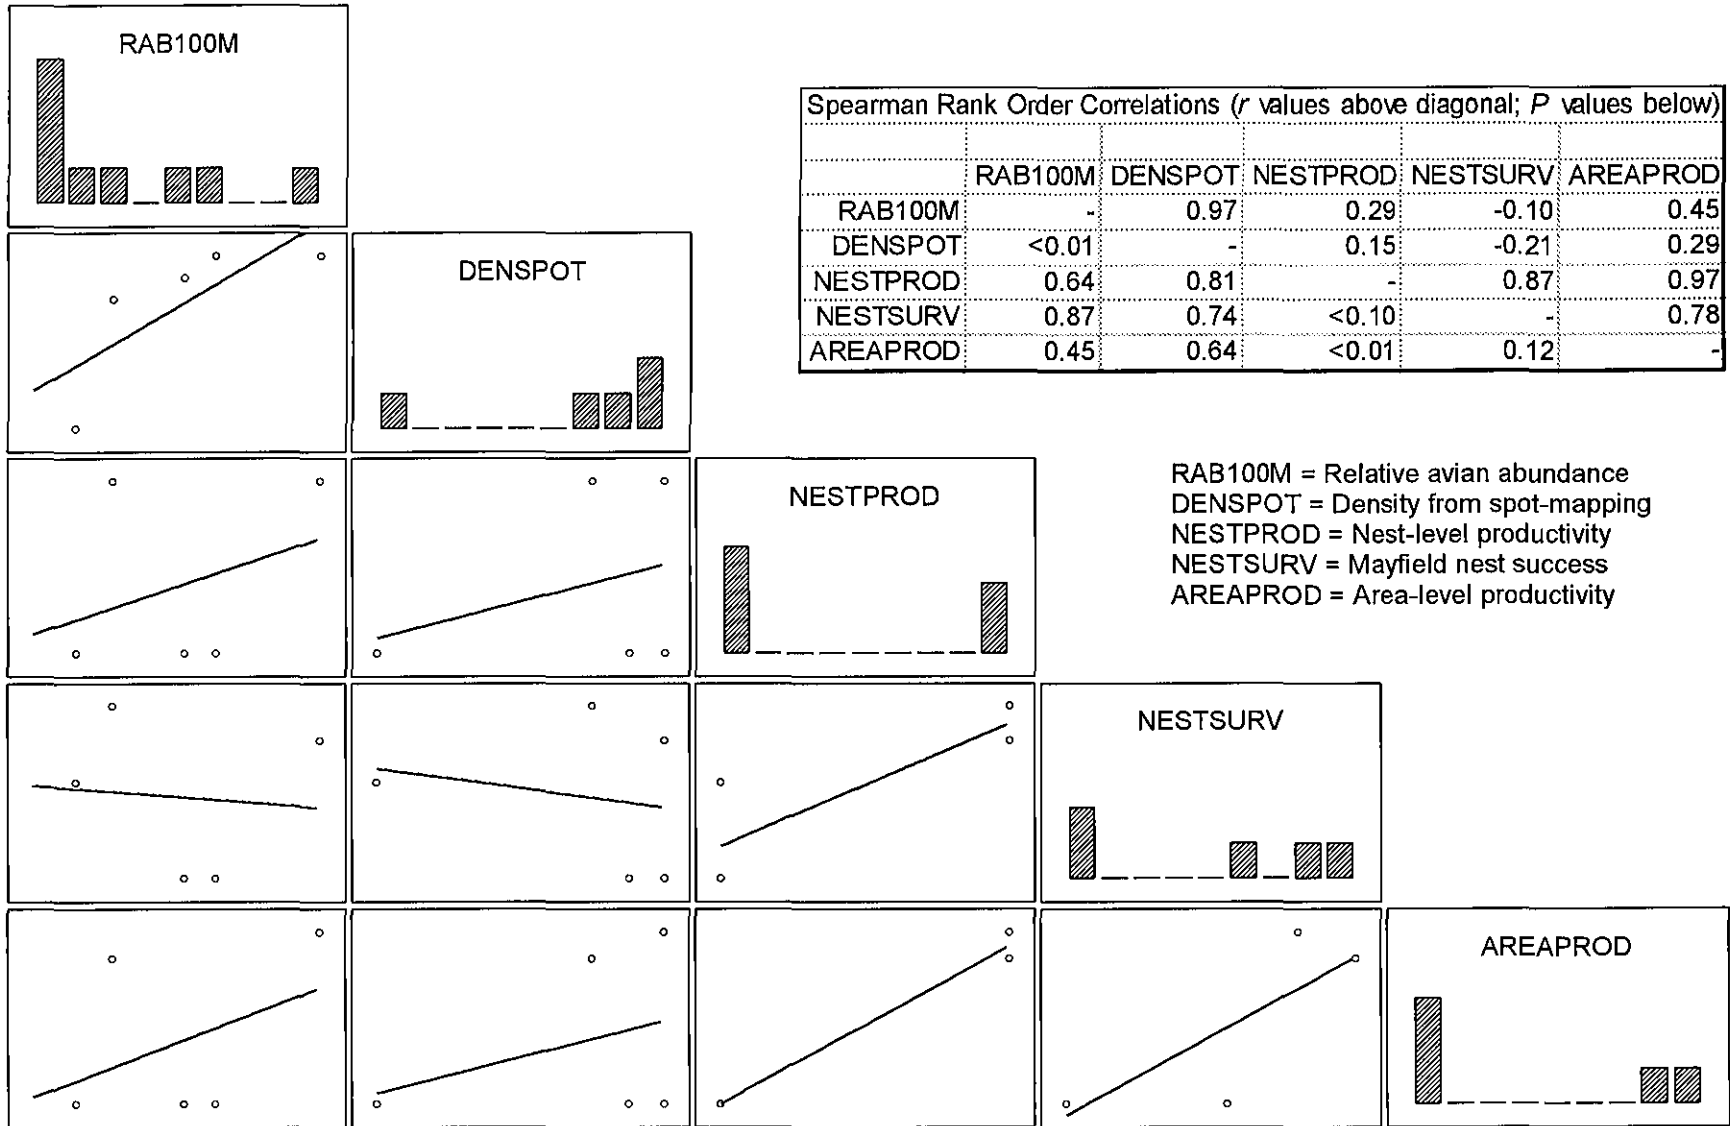 RAB100M
Spearman Rank Order Correlations (r values above diagonal; P values below)
RAB100M DENSPOT NESTPROD NESTSURV AREAPROD
RAB100M - 0.97 0.29 -0.10 0.45
DENSPOT <0.01 - 0.15 -0.21 0.29
NESTPROD 0.64 0.81 - 0.87 0.97
NESTSURV 0.87 0.74 <0.10 - 0.78
AREAPROD 0.45 0.64 <0.01 0.12 -
DENSPOT
NESTPROD
RAB100M = Relative avian abundance
DENSPOT = Density from spot-mapping
NESTPROD = Nest-level productivity
NESTSURV = Mayfield nest success
AREAPROD = Area-level productivity
NESTSURV
AREAPROD